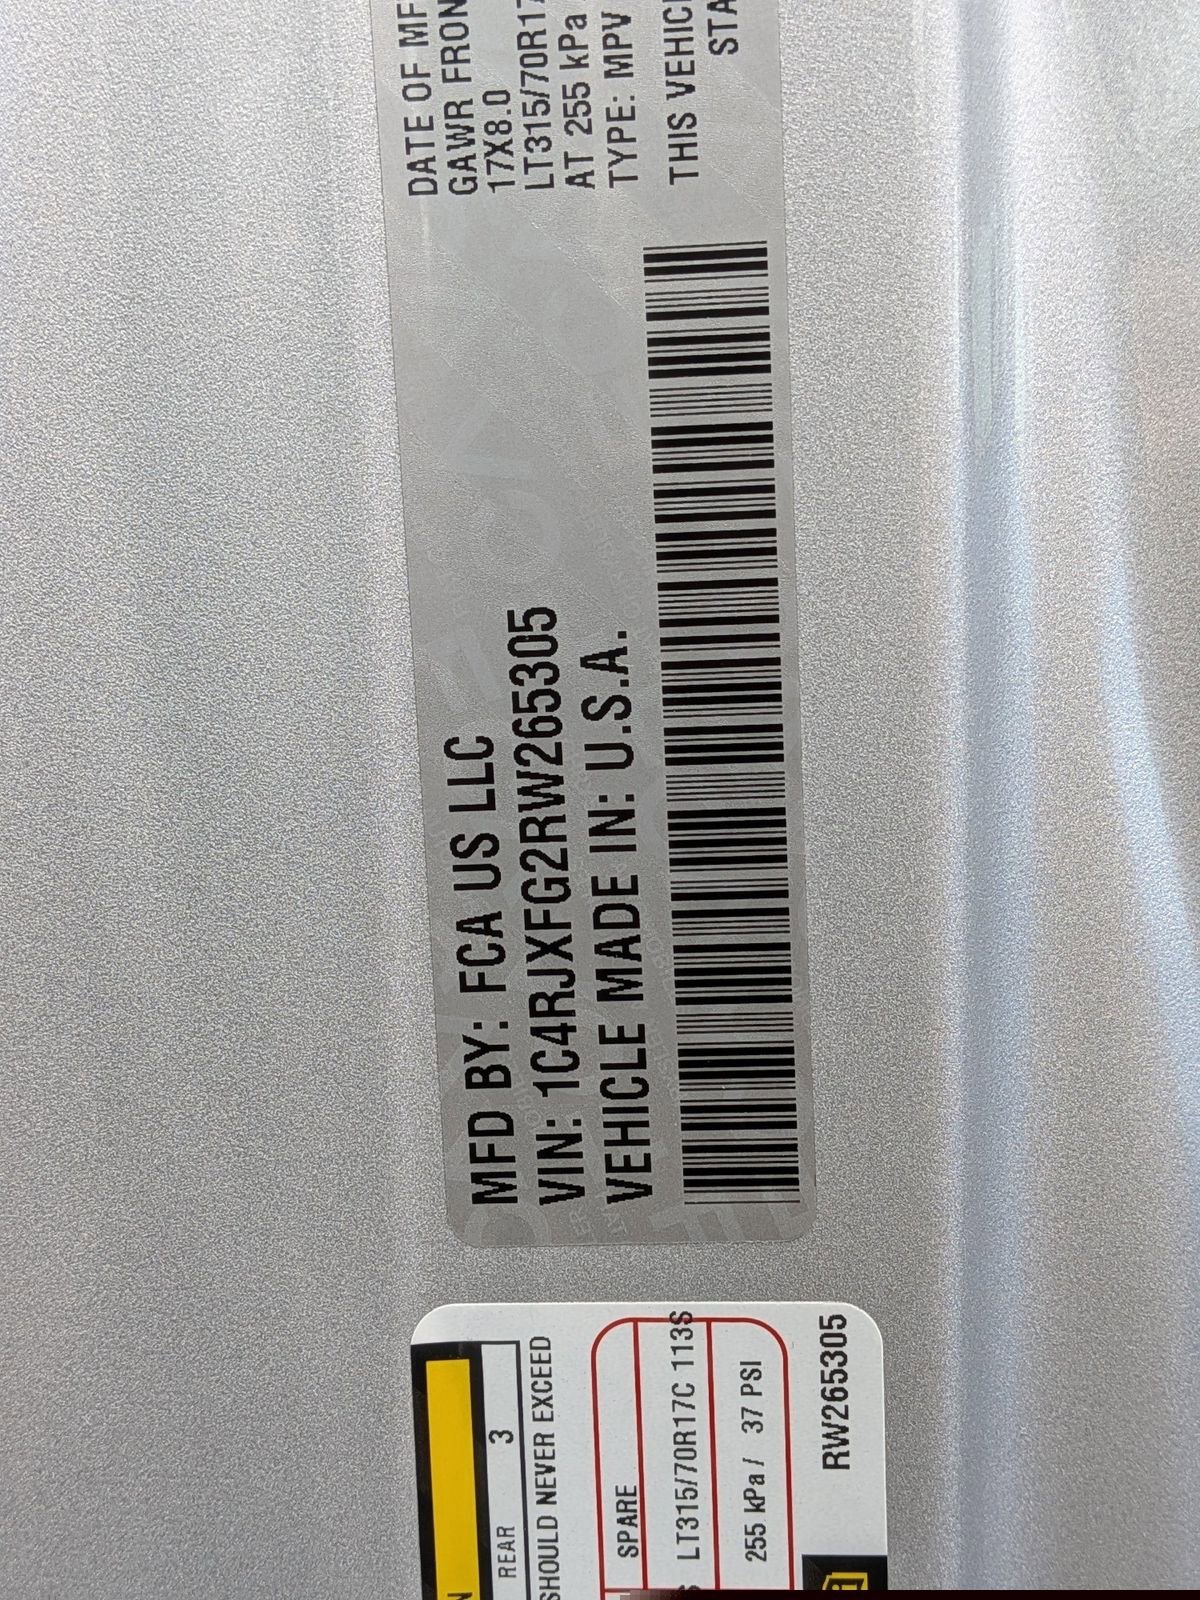 MFD BY: FCA US LLC
VIN: 1C4RJXFG2RW265305
VEHICLE MADE IN: U.S.A.
DATE OF MF
GAWR FRON
17X8.0
LT315/70R17
AT 255 kPa
TYPE: MPV
THIS VEHIC
STA
REAR 3
SHOULD NEVER EXCEED
SPARE
LT315/70R17C 113S
255 kPa / 37 PSI
RW265305